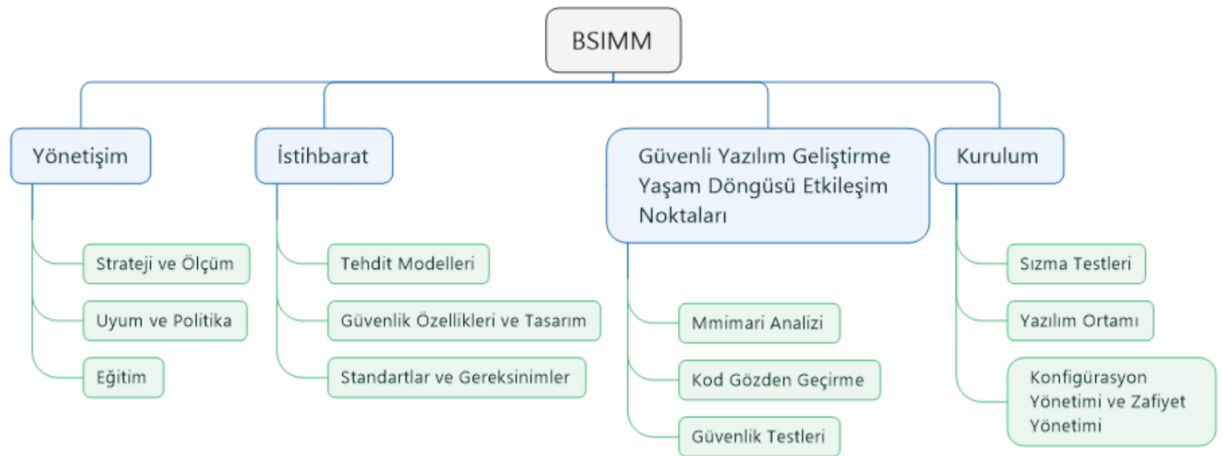 BSIMM
Yönetişim
Strateji ve Ölçüm
Uyum ve Politika
Eğitim
İstihbarat
Tehdit Modelleri
Güvenlik Özellikleri ve Tasarım
Standartlar ve Gereksinimler
Güvenli Yazılım Geliştirme
Yaşam Döngüsü Etkileşim
Noktaları
Mmimari Analizi
Kod Gözden Geçirme
Güvenlik Testleri
Kurulum
Sızma Testleri
Yazılım Ortamı
Konfigürasyon
Yönetimi ve Zafiyet
Yönetimi